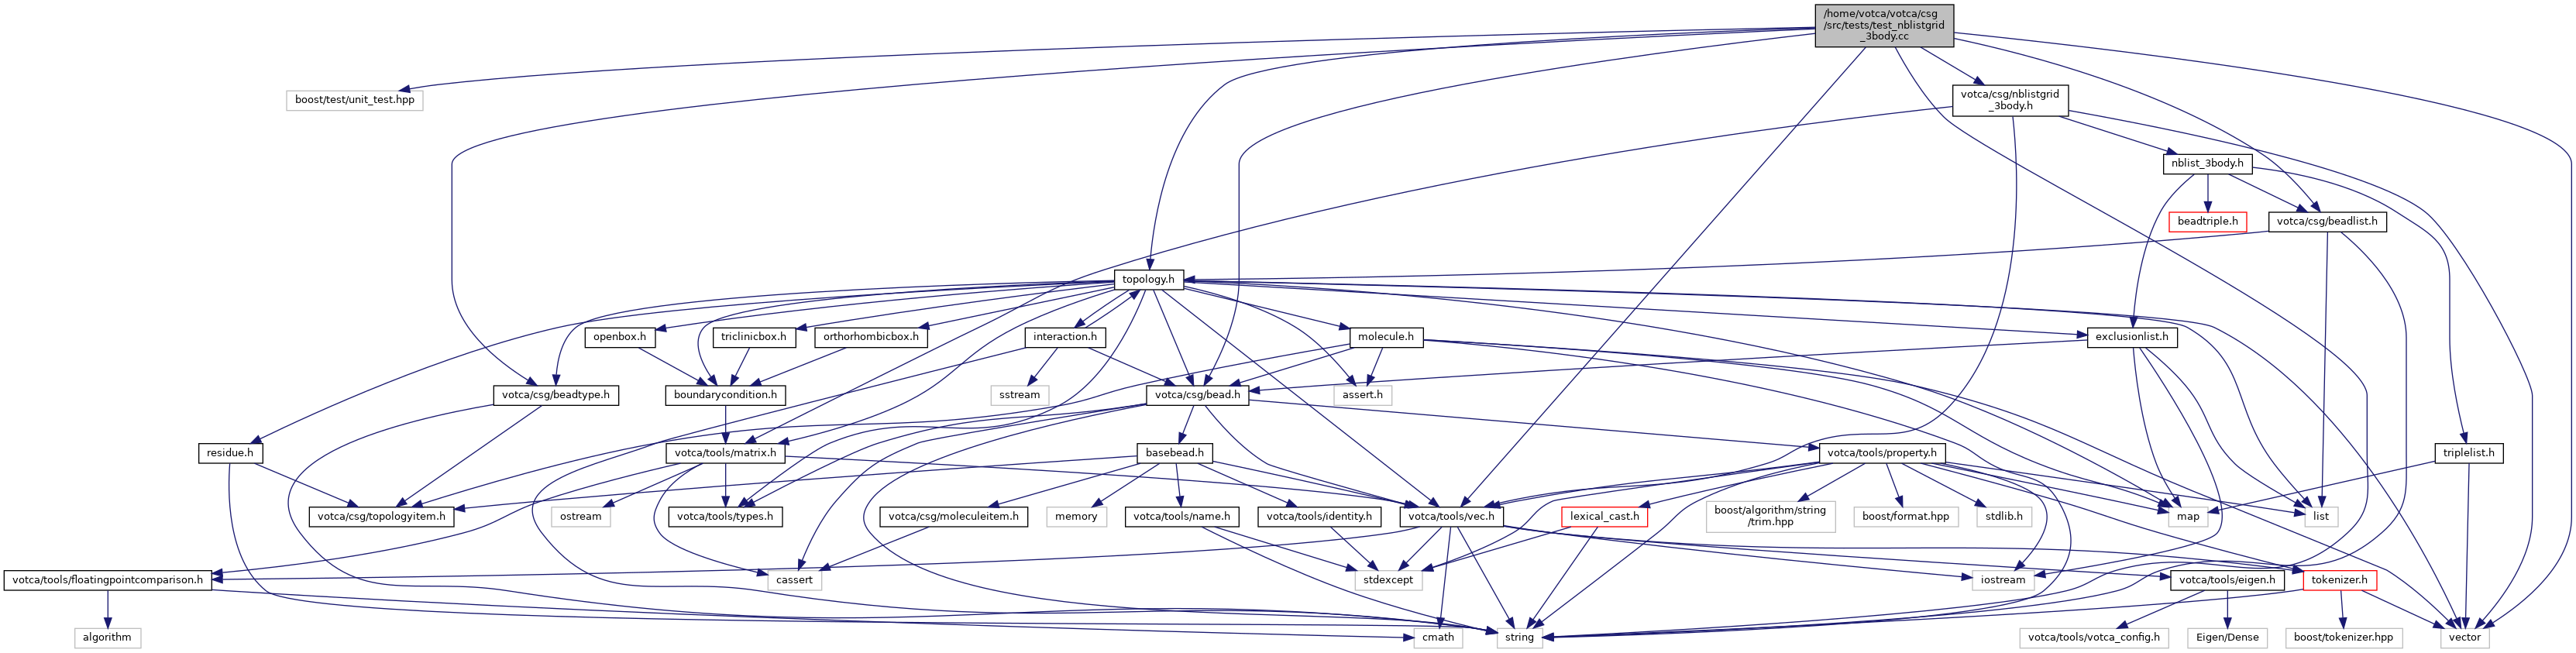 /home/votca/votca/csg
/src/tests/test_nblistgrid
_3body.cc
boost/test/unit_test.hpp
votca/csg/nblistgrid
_3body.h
nblist_3body.h
beadtriple.h
votca/csg/beadlist.h
topology.h
openbox.h
triclinicbox.h
orthorhombicbox.h
interaction.h
molecule.h
exclusionlist.h
votca/csg/beadtype.h
boundarycondition.h
sstream
votca/csg/bead.h
assert.h
residue.h
votca/tools/matrix.h
basebead.h
votca/tools/property.h
triplelist.h
votca/csg/topologyitem.h
ostream
votca/tools/types.h
votca/csg/moleculeitem.h
memory
votca/tools/name.h
votca/tools/identity.h
votca/tools/vec.h
lexical_cast.h
boost/algorithm/string
/trim.hpp
boost/format.hpp
stdlib.h
map
list
votca/tools/floatingpointcomparison.h
cassert
stdexcept
iostream
votca/tools/eigen.h
tokenizer.h
algorithm
cmath
string
votca/tools/votca_config.h
Eigen/Dense
boost/tokenizer.hpp
vector